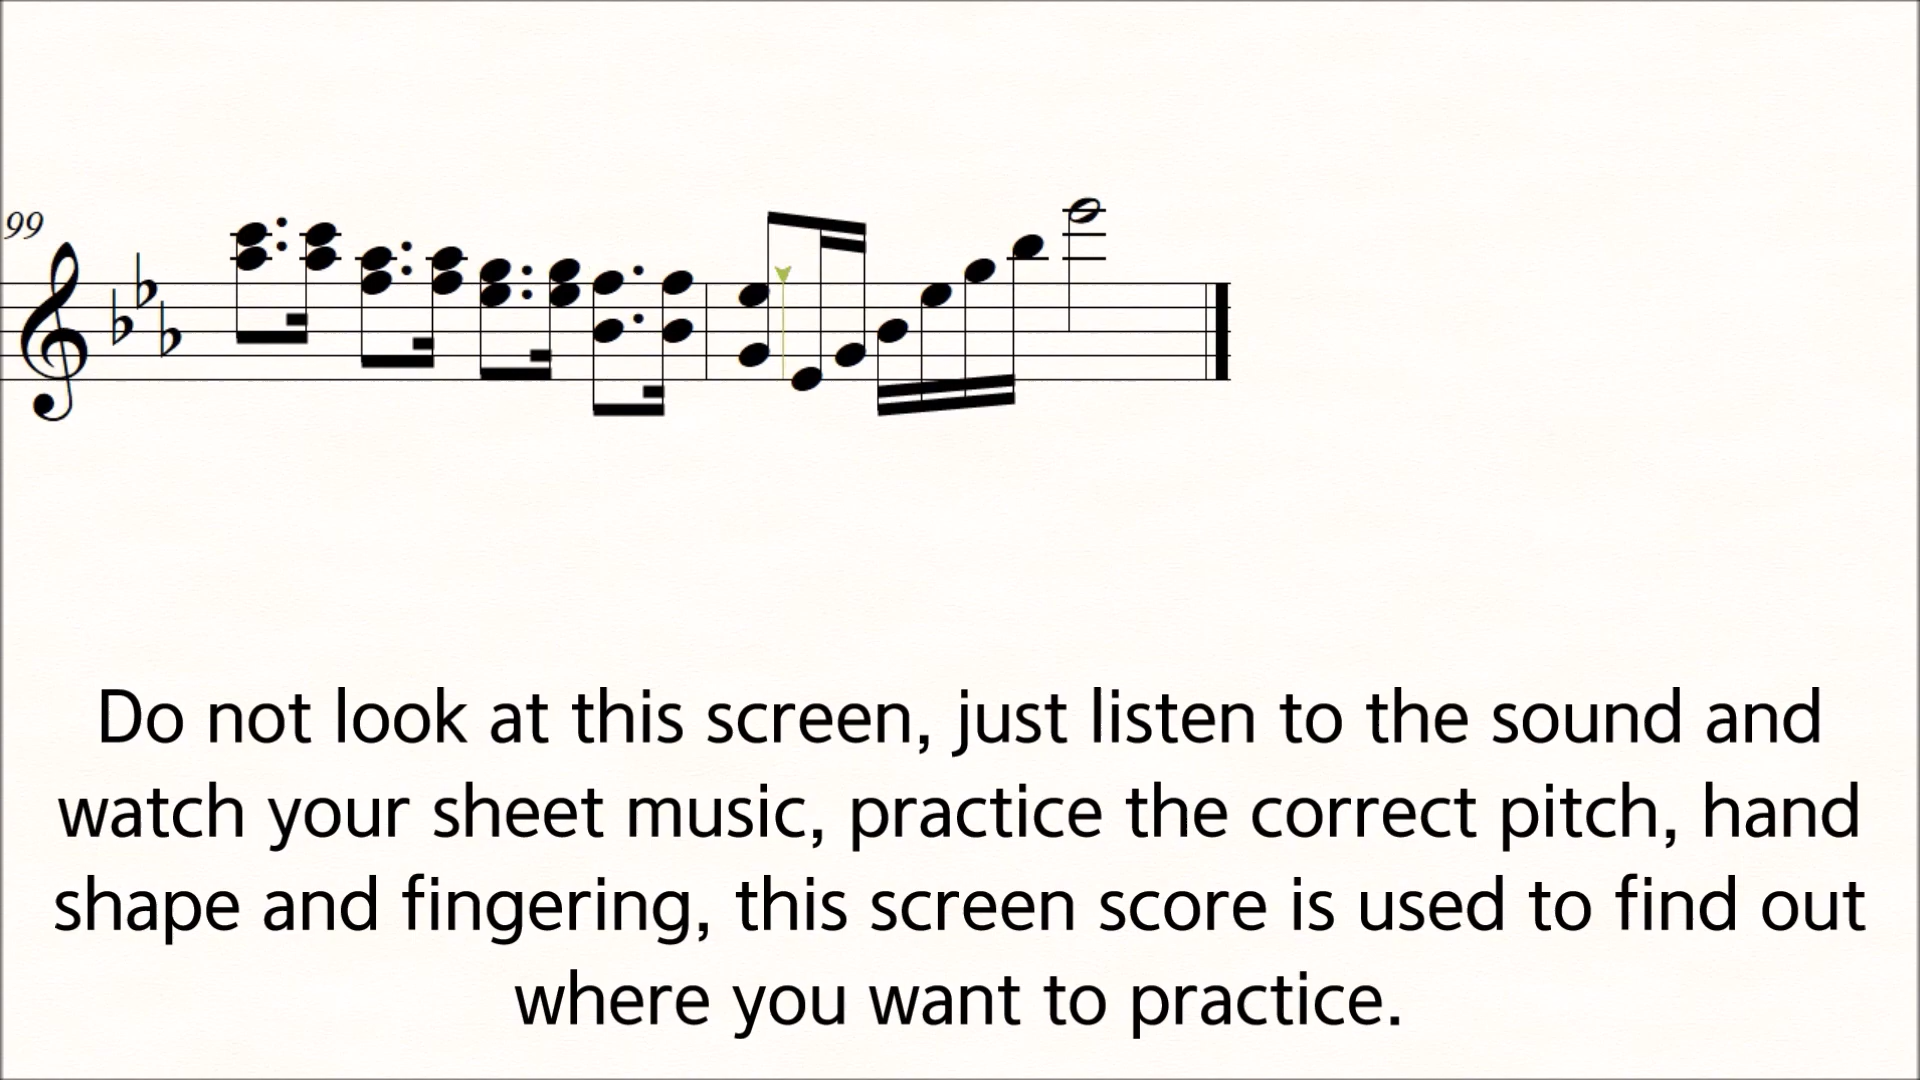 99
Do not look at this screen, just listen to the sound and
watch your sheet music, practice the correct pitch, hand
shape and fingering, this screen score is used to find out
where you want to practice.